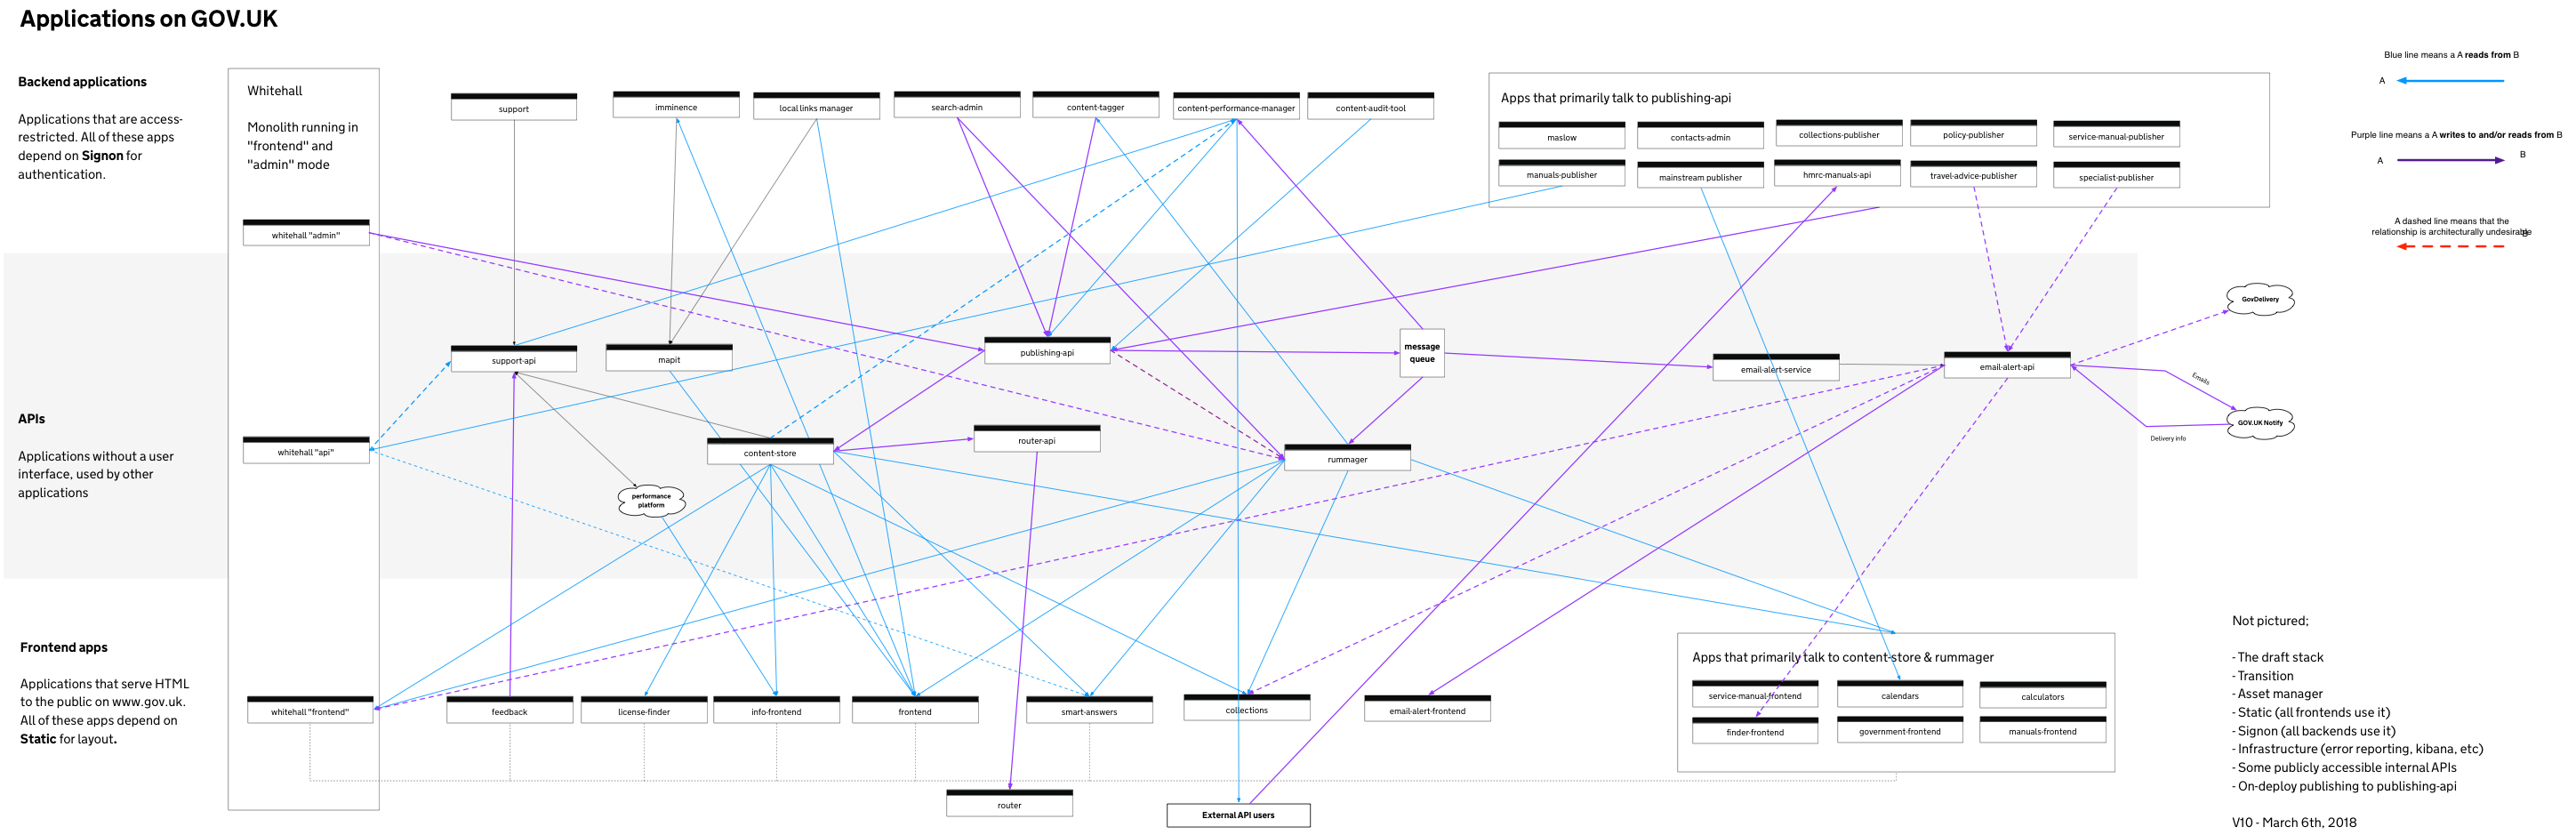 Applications on GOV.UK
Backend applications
Applications that are access-
restricted. All of these apps
depend on Signon for
authentication.
Whitehall
Monolith running in
"frontend" and
"admin" mode
support
imminence
local links manager
search-admin
content-tagger
content-performance-manager
content-audit-tool
Apps that primarily talk to publishing-api
maslow
contacts-admin
collections-publisher
policy-publisher
service-manual-publisher
manuals-publisher
mainstream publisher
hmrc-manuals-api
travel-advice-publisher
specialist-publisher
Blue line means a A reads from B
A
Purple line means a A writes to and/or reads from B
A
B
A dashed line means that the
relationship is architecturally undesirable
B
whitehall "admin"
GovDelivery
support-api
mapit
publishing-api
message
queue
email-alert-service
email-alert-api
Emails
GOV.UK Notify
Delivery info
APIs
Applications without a user
interface, used by other
applications
whitehall "api"
content-store
router-api
rummager
performance
platform
Frontend apps
Applications that serve HTML
to the public on www.gov.uk.
All of these apps depend on
Static for layout.
whitehall "frontend"
feedback
license-finder
info-frontend
frontend
smart-answers
collections
email-alert-frontend
Apps that primarily talk to content-store & rummager
service-manual-frontend
calendars
calculators
finder-frontend
government-frontend
manuals-frontend
router
External API users
Not pictured;
- The draft stack
- Transition
- Asset manager
- Static (all frontends use it)
- Signon (all backends use it)
- Infrastructure (error reporting, kibana, etc)
- Some publicly accessible internal APIs
- On-deploy publishing to publishing-api
V10 - March 6th, 2018